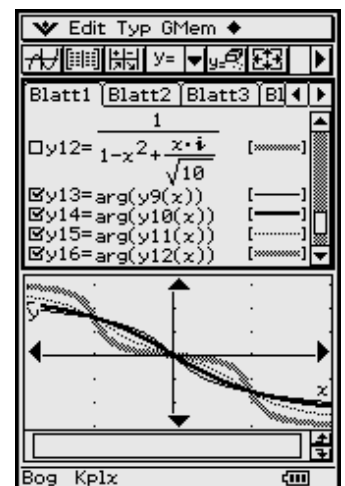 Edit Typ GMem ◆
y=
Blatt1 Blatt2 Blatt3 Bl
y12= 1/(1-x²+x·i/√10) []
y13=arg(y9(x)) []
y14=arg(y10(x)) []
y15=arg(y11(x)) []
y16=arg(y12(x)) []
y
x
Bog Kplx